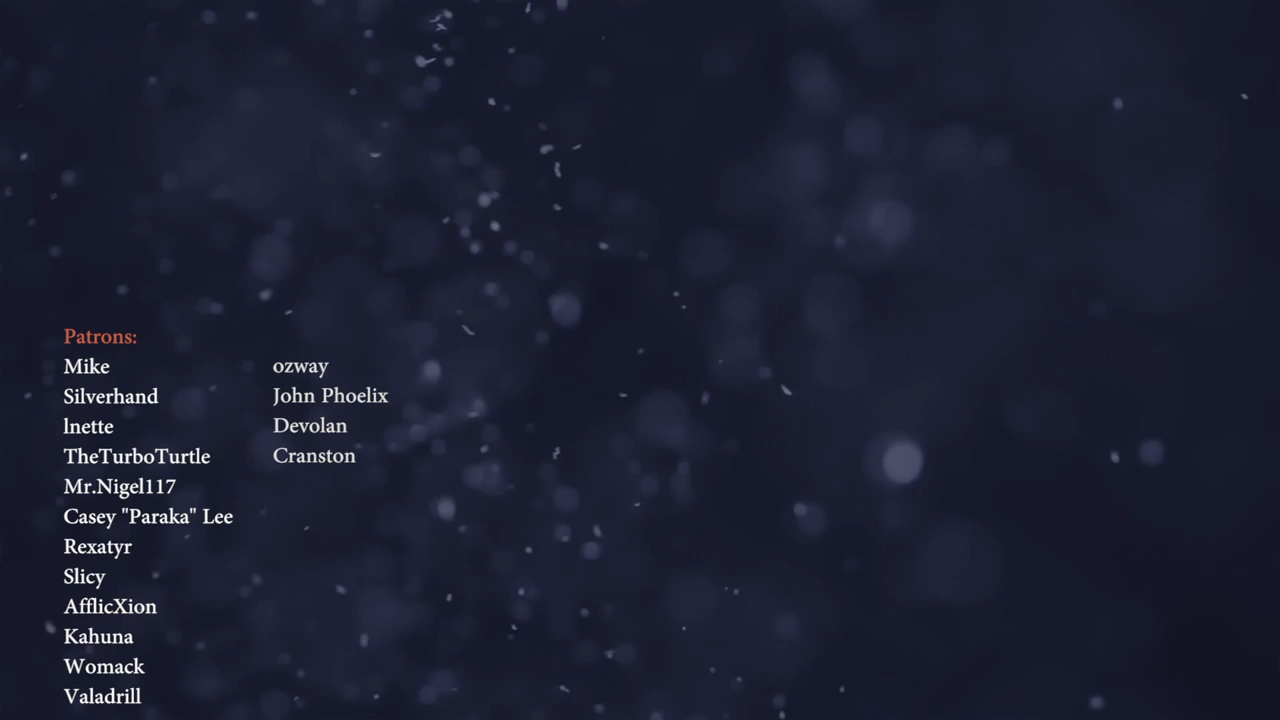 Patrons:
Mike
Silverhand
lnette
TheTurboTurtle
Mr.Nigel117
Casey "Paraka" Lee
Rexatyr
Slicy
AfflicXion
Kahuna
Womack
Valadrill
ozway
John Phoelix
Devolan
Cranston